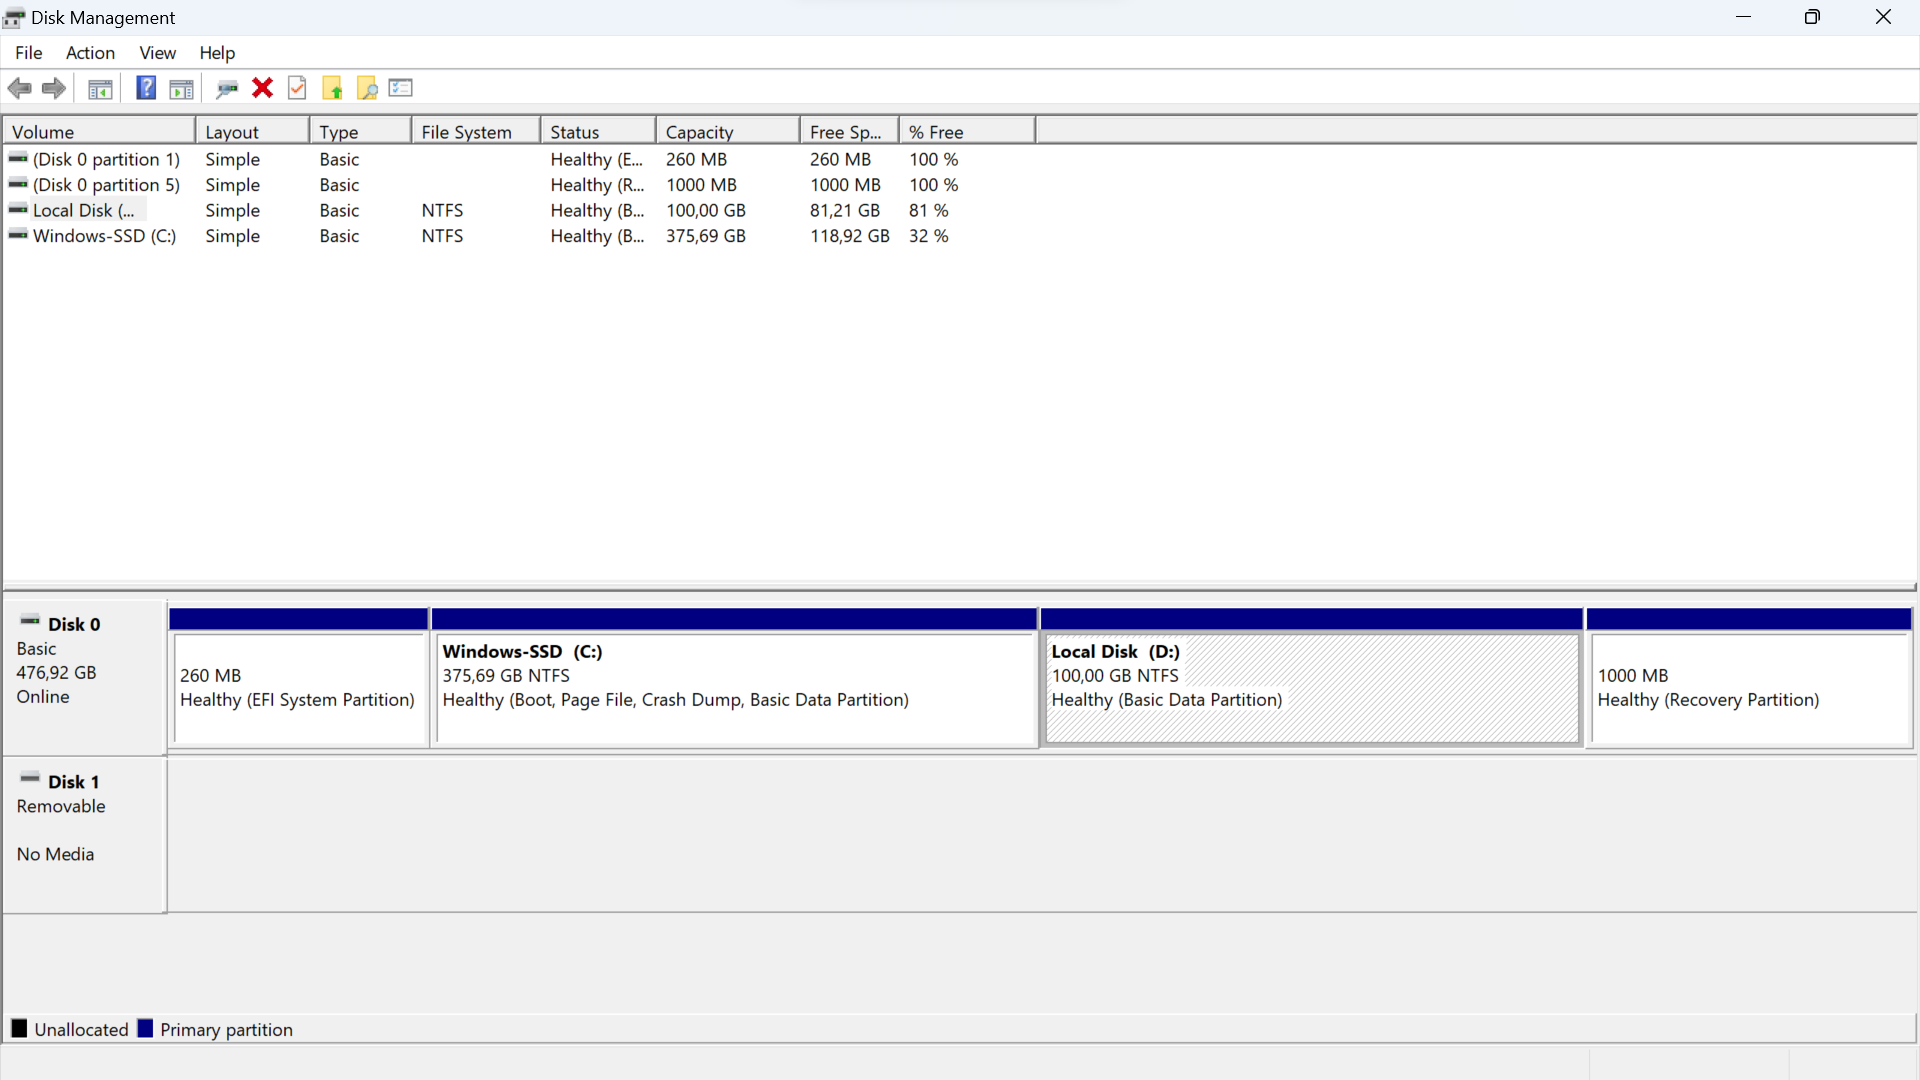 Disk Management
File Action View Help
Volume Layout Type File System Status Capacity Free Sp... % Free
(Disk 0 partition 1) Simple Basic Healthy (E... 260 MB 260 MB 100 %
(Disk 0 partition 5) Simple Basic Healthy (R... 1000 MB 1000 MB 100 %
Local Disk (... Simple Basic NTFS Healthy (B... 100,00 GB 81,21 GB 81 %
Windows-SSD (C:) Simple Basic NTFS Healthy (B... 375,69 GB 118,92 GB 32 %
Disk 0
Basic
476,92 GB
Online
260 MB
Healthy (EFI System Partition)
Windows-SSD (C:)
375,69 GB NTFS
Healthy (Boot, Page File, Crash Dump, Basic Data Partition)
Local Disk (D:)
100,00 GB NTFS
Healthy (Basic Data Partition)
1000 MB
Healthy (Recovery Partition)
Disk 1
Removable
No Media
Unallocated Primary partition